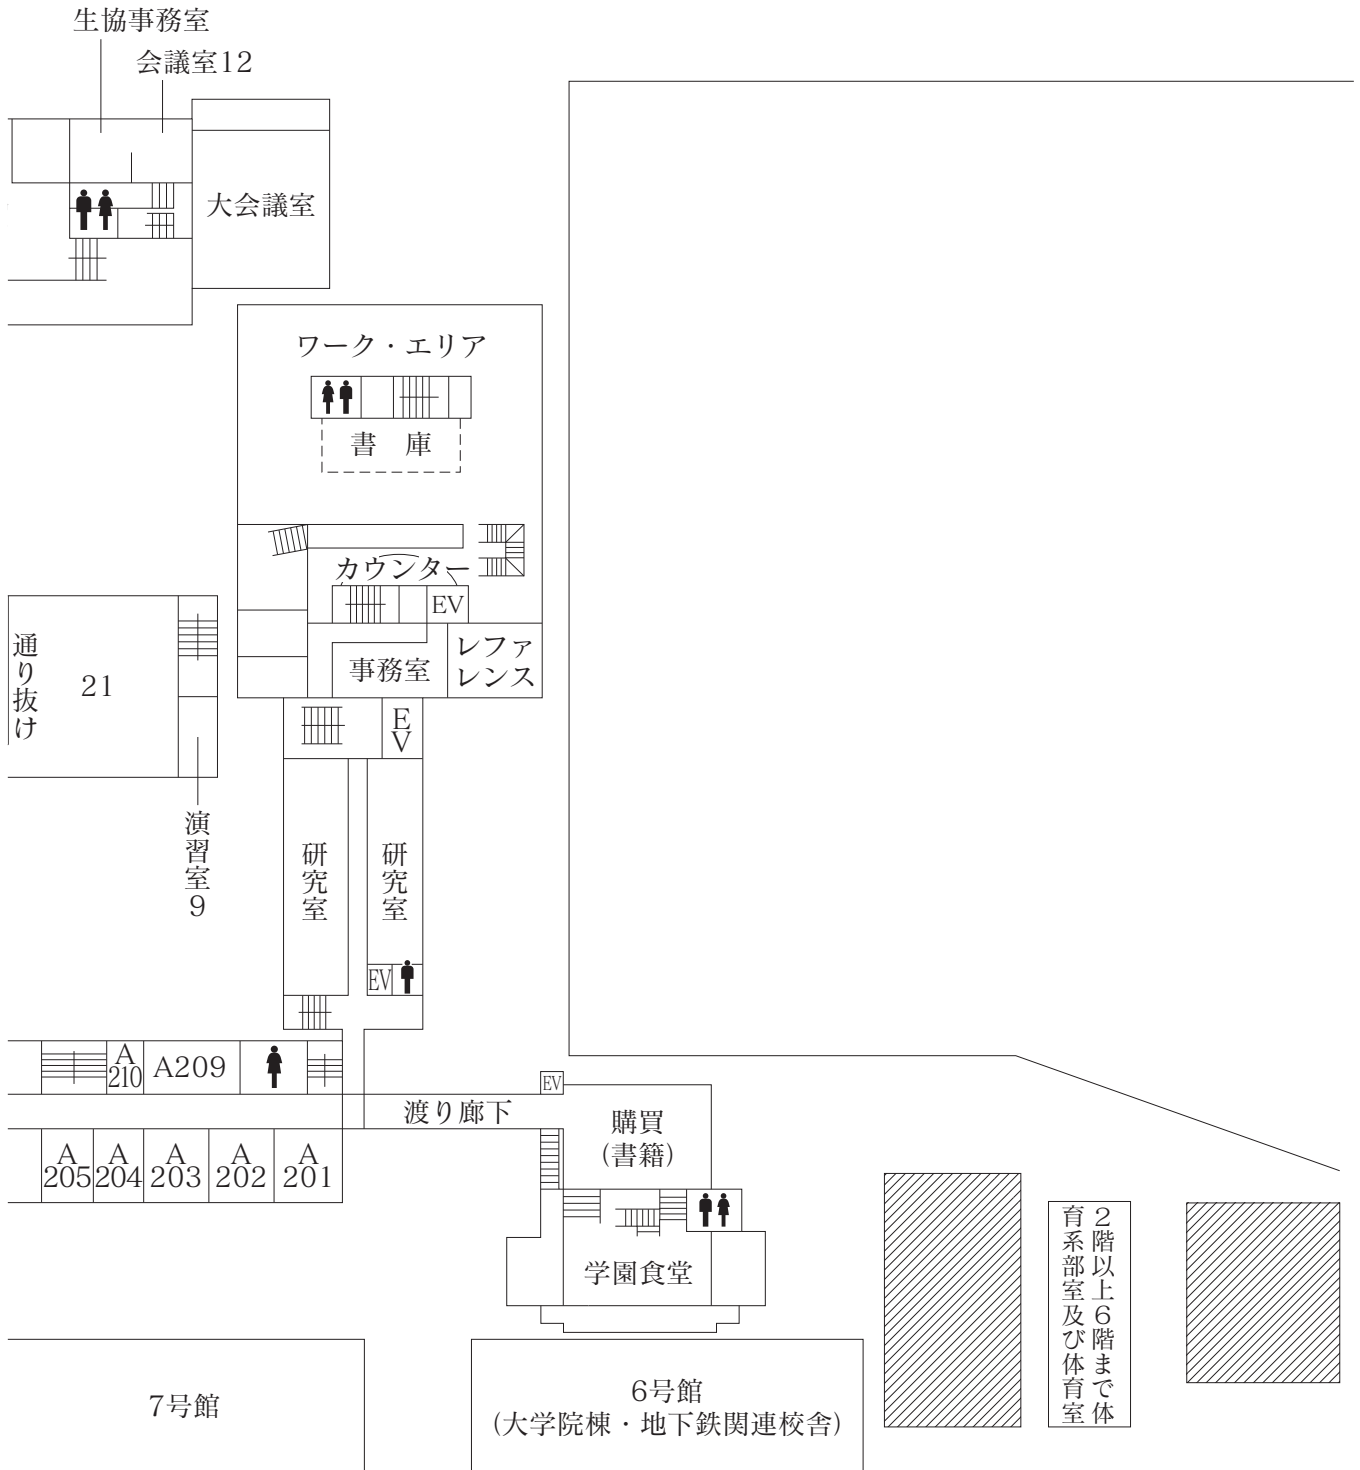 生協事務室
会議室12
大会議室
ワーク・エリア
書 庫
カウンター
EV
レファ
レンス
事務室
通り抜け
21
EV
演習室9
研究室
研究室
EV
A
210
A209
EV
渡り廊下
購買
(書籍)
A
205
A
204
A
203
A
202
A
201
学園食堂
2階以上6階まで体
育系部室及び体育室
7号館
6号館
(大学院棟・地下鉄関連校舎)